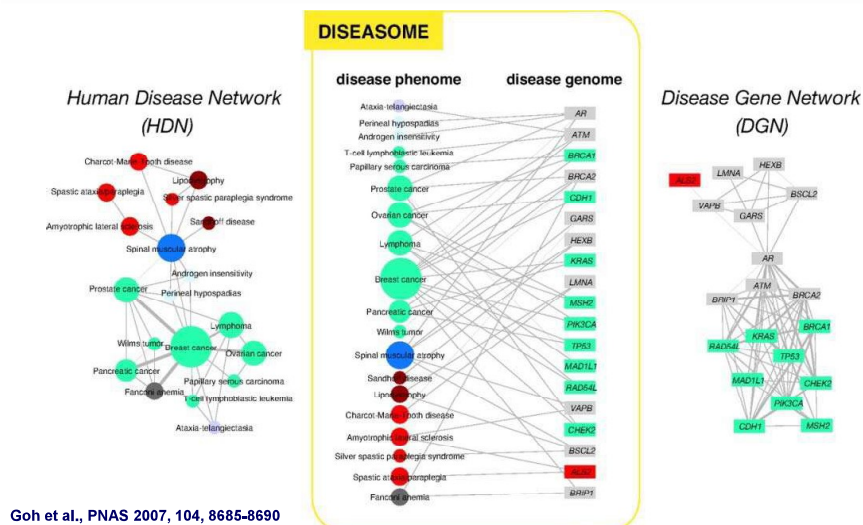 DISEASOME
disease phenome
disease genome
Human Disease Network
(HDN)
Charcot-Marie-Tooth disease
Lipodystrophy
Spastic ataxia/paraplegia
Silver spastic paraplegia syndrome
Amyotrophic lateral sclerosis
Sandhoff disease
Spinal muscular atrophy
Androgen insensitivity
Prostate cancer
Perineal hypospadias
Lymphoma
Wilms tumor
Breast cancer
Ovarian cancer
Pancreatic cancer
Papillary serous carcinoma
Fanconi anemia
T-cell lymphoblastic leukemia
Ataxia-telangiectasia
Ataxia-telangiectasia
Perineal hypospadias
Androgen insensitivity
T-cell lymphoblastic leukemia
Papillary serous carcinoma
Prostate cancer
Ovarian cancer
Lymphoma
Breast cancer
Pancreatic cancer
Wilms tumor
Spinal muscular atrophy
Sandhoff disease
Lipodystrophy
Charcot-Marie-Tooth disease
Amyotrophic lateral sclerosis
Silver spastic paraplegia syndrome
Spastic ataxia/paraplegia
Fanconi anemia
AR
ATM
BRCA1
BRCA2
CDH1
GARS
HEXB
KRAS
LMNA
MSH2
PIK3CA
TP53
MAD1L1
RAD54L
VAPB
CHEK2
BSCL2
ALS2
BRIP1
Disease Gene Network
(DGN)
HEXB
LMNA
ALS2
BSCL2
VAPB
GARS
AR
ATM
BRIP1
BRCA2
BRCA1
KRAS
RAD54L
TP53
MAD1L1
CHEK2
PIK3CA
CDH1
MSH2
Goh et al., PNAS 2007, 104, 8685-8690